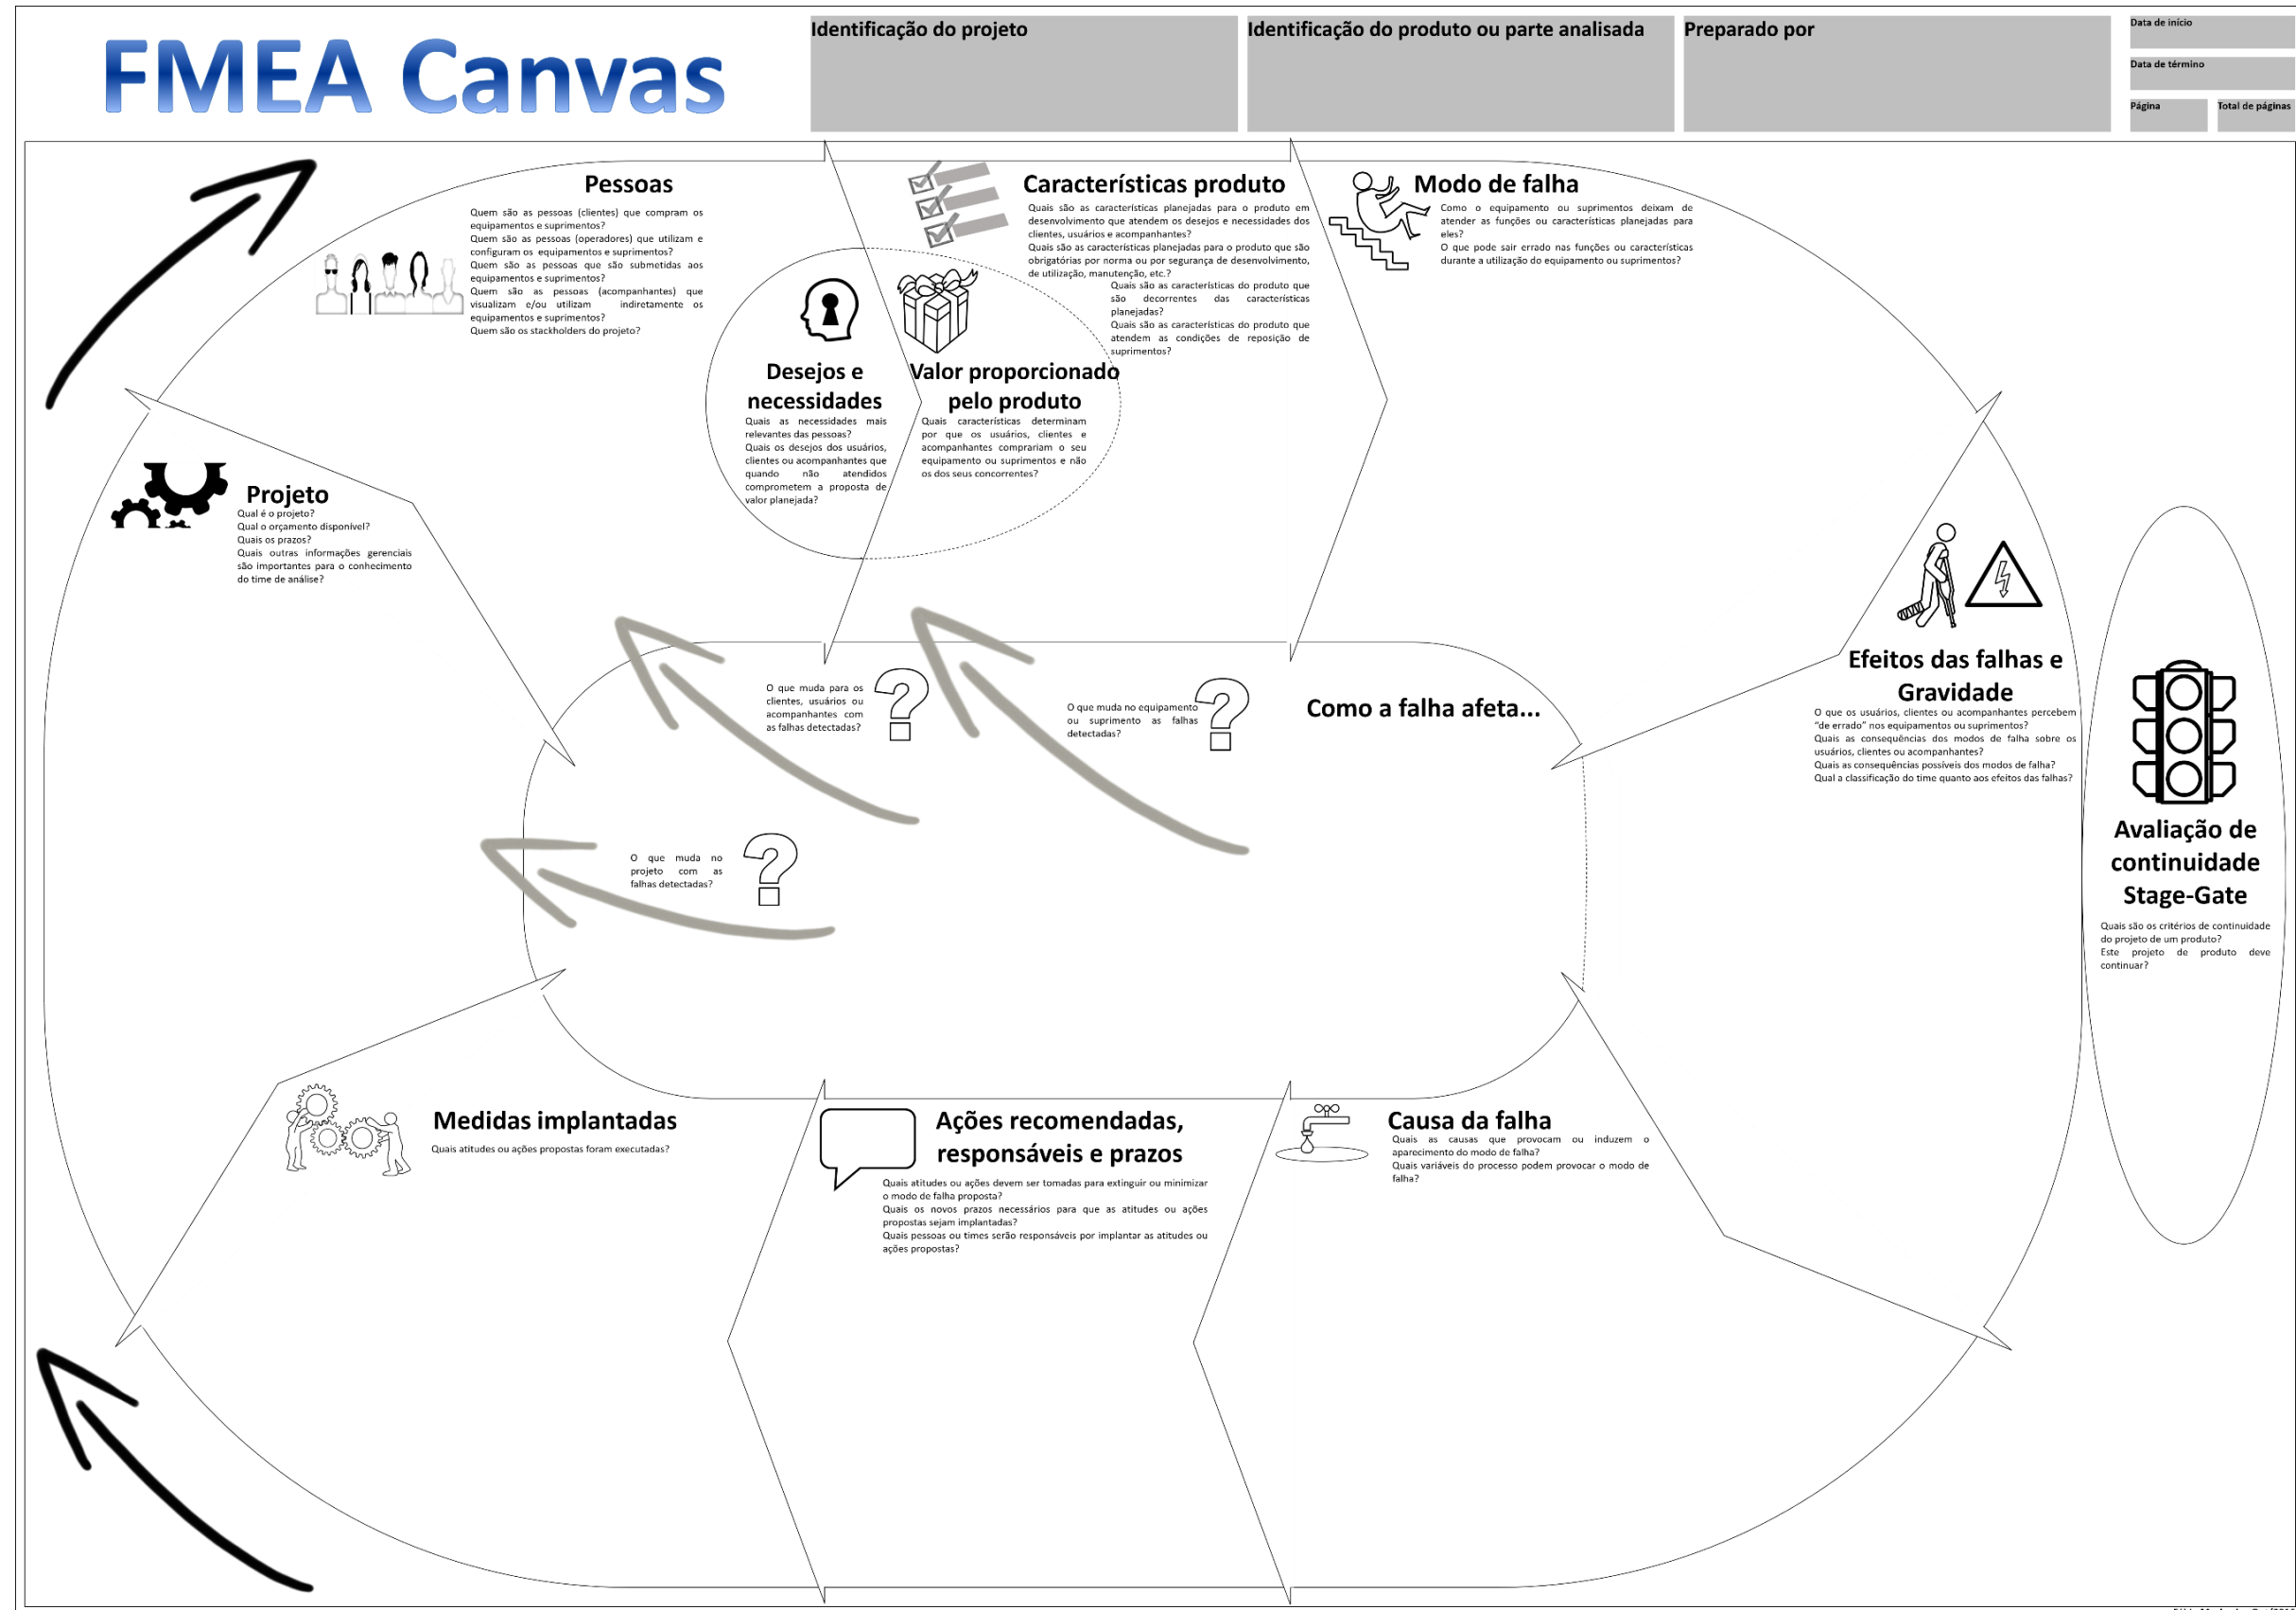 FMEA Canvas
Identificação do projeto
Identificação do produto ou parte analisada
Preparado por
Data de início
Data de término
Página
Total de páginas
Pessoas
Quem são as pessoas (clientes) que compram os
equipamentos e suprimentos?
Quem são as pessoas (operadores) que utilizam e
configuram os equipamentos e suprimentos?
Quem são as pessoas que são submetidas aos
equipamentos e suprimentos?
Quem são as pessoas (acompanhantes) que
visualizam e/ou utilizam indiretamente os
equipamentos e suprimentos?
Quem são os stackholders do projeto?
Características produto
Quais são as características planejadas para o produto em
desenvolvimento que atendem os desejos e necessidades dos
clientes, usuários e acompanhantes?
Quais são as características planejadas para o produto que são
obrigatórias por norma ou por segurança de desenvolvimento,
de utilização, manutenção, etc.?
Quais são as características do produto que
são decorrentes das características
planejadas?
Quais são as características do produto que
atendem as condições de reposição de
suprimentos?
Modo de falha
Como o equipamento ou suprimentos deixam de
atender as funções ou características planejadas para
eles?
O que pode sair errado nas funções ou características
durante a utilização do equipamento ou suprimentos?
Desejos e
necessidades
Quais as necessidades mais
relevantes das pessoas?
Quais os desejos dos usuários,
clientes ou acompanhantes que
quando não atendidos
comprometem a proposta de
valor planejada?
Valor proporcionado
pelo produto
Quais características determinam
por que os usuários, clientes e
acompanhantes comprariam o seu
equipamento ou suprimentos e não
os dos seus concorrentes?
Projeto
Qual é o projeto?
Qual o orçamento disponível?
Quais os prazos?
Quais outras informações gerenciais
são importantes para o conhecimento
do time de análise?
Efeitos das falhas e
Gravidade
O que os usuários, clientes ou acompanhantes percebem
“de errado” nos equipamentos ou suprimentos?
Quais as consequências dos modos de falha sobre os
usuários, clientes ou acompanhantes?
Quais as consequências possíveis dos modos de falha?
Qual a classificação do time quanto aos efeitos das falhas?
O que muda para os
clientes, usuários ou
acompanhantes com
as falhas detectadas?
O que muda no equipamento
ou suprimento as falhas
detectadas?
Como a falha afeta...
O que muda no
projeto com as
falhas detectadas?
Avaliação de
continuidade
Stage-Gate
Quais são os critérios de continuidade
do projeto de um produto?
Este projeto de produto deve
continuar?
Medidas implantadas
Quais atitudes ou ações propostas foram executadas?
Ações recomendadas,
responsáveis e prazos
Quais atitudes ou ações devem ser tomadas para extinguir ou minimizar
o modo de falha proposta?
Quais os novos prazos necessários para que as atitudes ou ações
propostas sejam implantadas?
Quais pessoas ou times serão responsáveis por implantar as atitudes ou
ações propostas?
Causa da falha
Quais as causas que provocam ou induzem o
aparecimento do modo de falha?
Quais variáveis do processo podem provocar o modo de
falha?